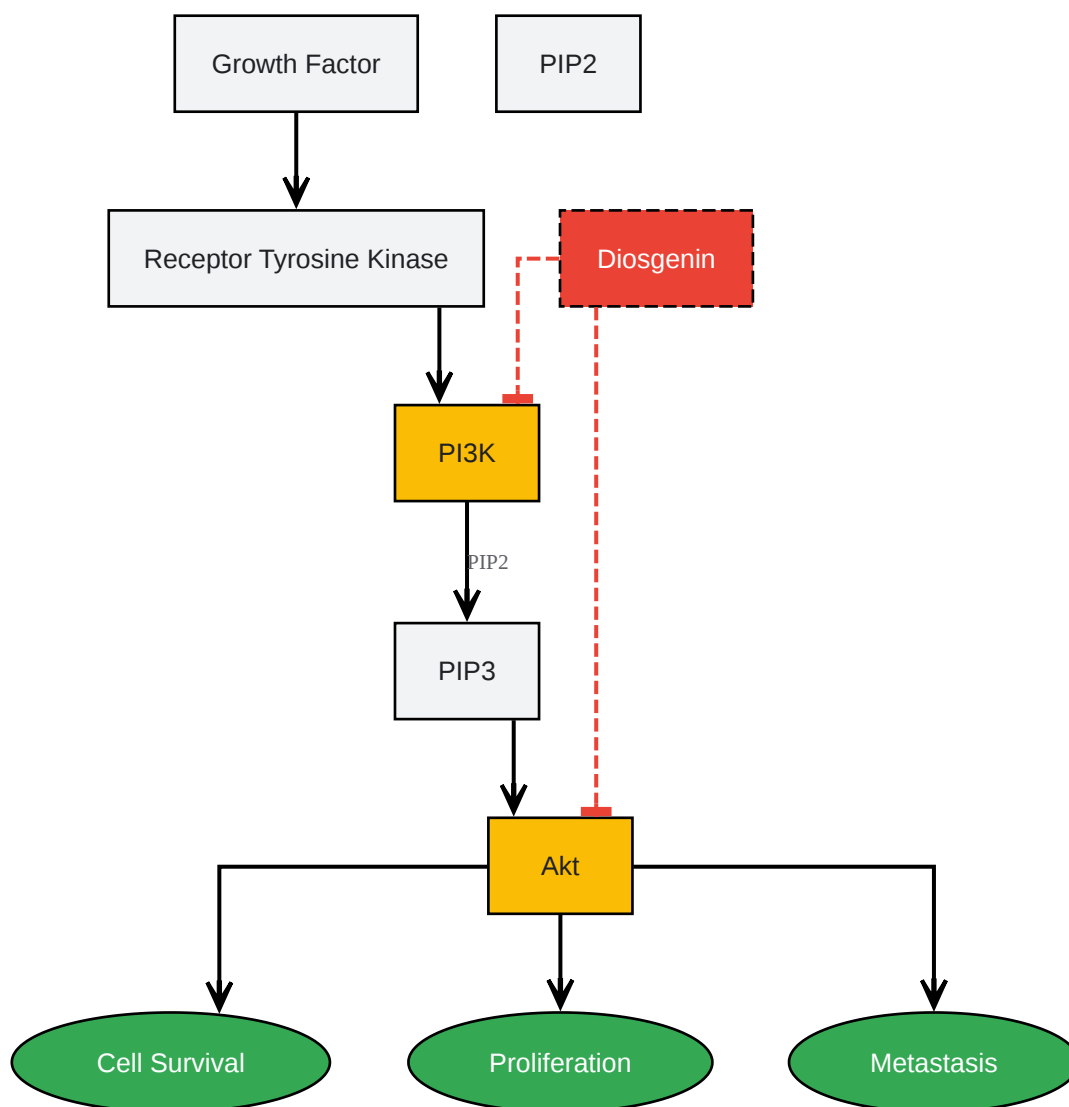 Growth Factor
PIP2
Receptor Tyrosine Kinase
Diosgenin
PI3K
PIP2
PIP3
Akt
Cell Survival
Proliferation
Metastasis